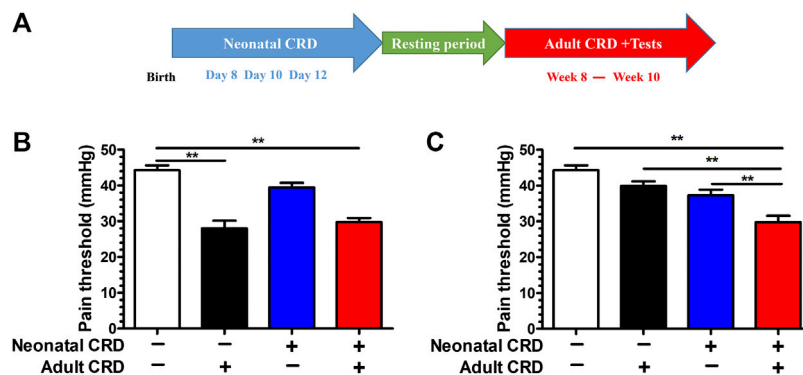 A
Neonatal CRD
Resting period
Adult CRD +Tests
Birth
Day 8 Day 10 Day 12
Week 8 — Week 10
B
Pain threshold (mmHg)
50
40
30
20
10
0
**
**
Neonatal CRD − − + +
Adult CRD − + − +
C
Pain threshold (mmHg)
50
40
30
20
10
0
**
**
**
Neonatal CRD − − + +
Adult CRD − + − +